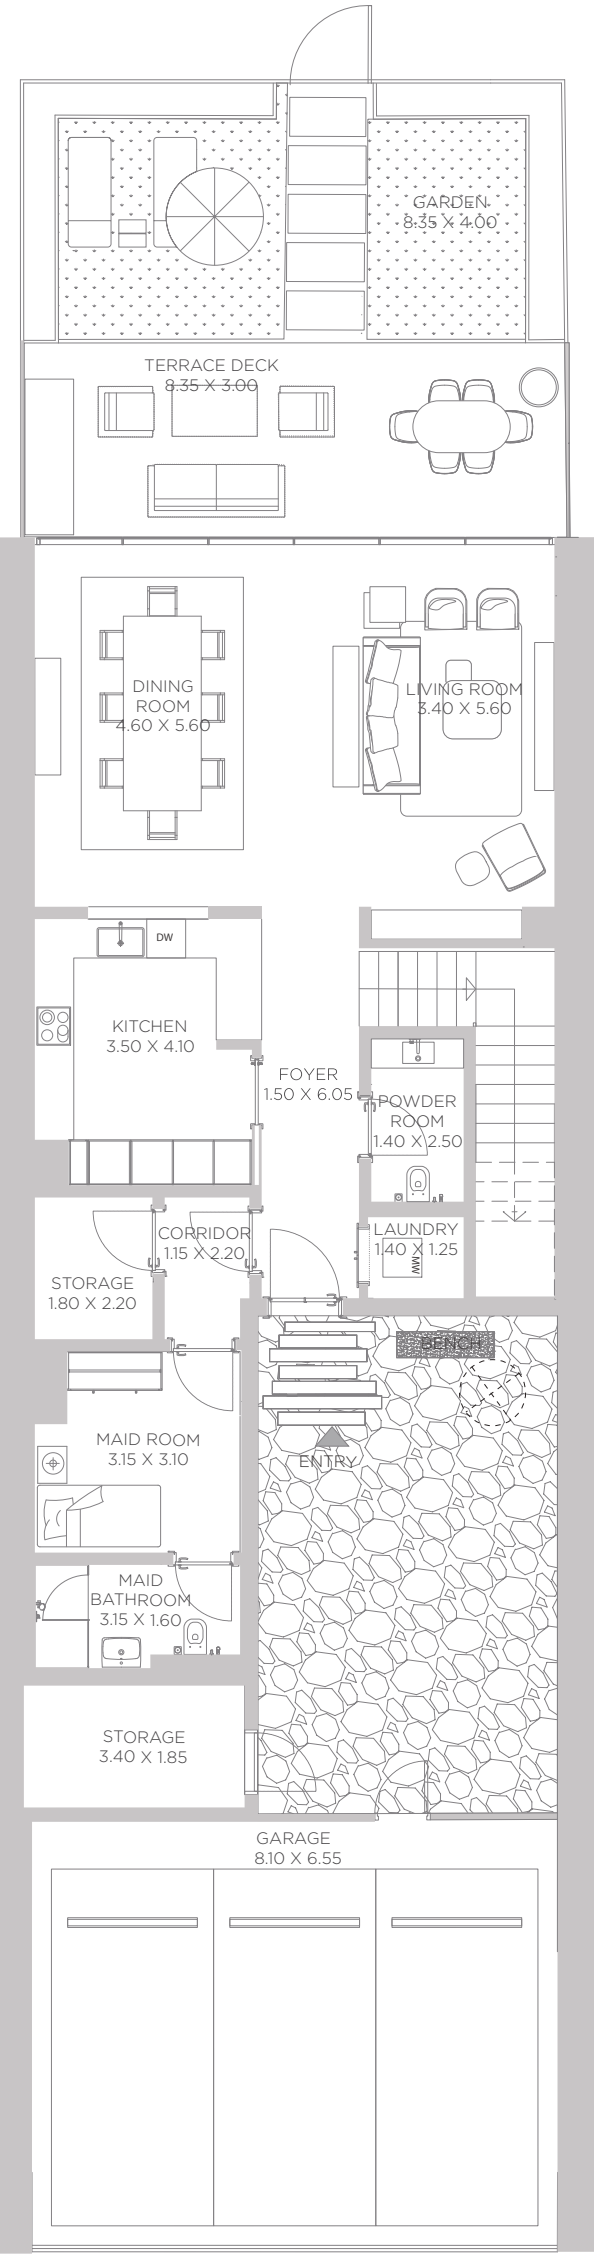 GARDEN
8.35 X 4.00
TERRACE DECK
8.35 X 3.00
DINING
ROOM
4.60 X 5.60
LIVING ROOM
3.40 X 5.60
DW
KITCHEN
3.50 X 4.10
FOYER
1.50 X 6.05
POWDER
ROOM
1.40 X 2.50
CORRIDOR
1.15 X 2.20
LAUNDRY
1.40 X 1.25
MW
STORAGE
1.80 X 2.20
BENCH
MAID ROOM
3.15 X 3.10
ENTRY
MAID
BATHROOM
3.15 X 1.60
STORAGE
3.40 X 1.85
GARAGE
8.10 X 6.55